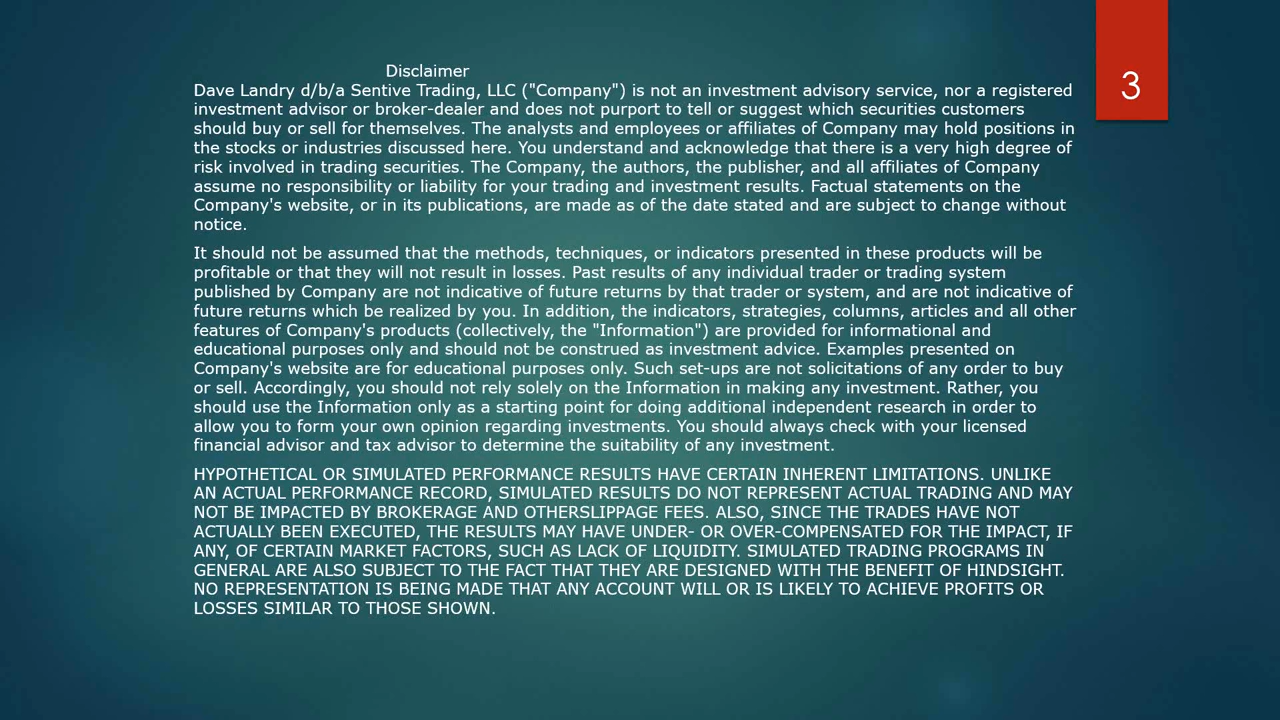 3
Disclaimer
Dave Landry d/b/a Sentive Trading, LLC ("Company") is not an investment advisory service, nor a registered
investment advisor or broker-dealer and does not purport to tell or suggest which securities customers
should buy or sell for themselves. The analysts and employees or affiliates of Company may hold positions in
the stocks or industries discussed here. You understand and acknowledge that there is a very high degree of
risk involved in trading securities. The Company, the authors, the publisher, and all affiliates of Company
assume no responsibility or liability for your trading and investment results. Factual statements on the
Company's website, or in its publications, are made as of the date stated and are subject to change without
notice.
It should not be assumed that the methods, techniques, or indicators presented in these products will be
profitable or that they will not result in losses. Past results of any individual trader or trading system
published by Company are not indicative of future returns by that trader or system, and are not indicative of
future returns which be realized by you. In addition, the indicators, strategies, columns, articles and all other
features of Company's products (collectively, the "Information") are provided for informational and
educational purposes only and should not be construed as investment advice. Examples presented on
Company's website are for educational purposes only. Such set-ups are not solicitations of any order to buy
or sell. Accordingly, you should not rely solely on the Information in making any investment. Rather, you
should use the Information only as a starting point for doing additional independent research in order to
allow you to form your own opinion regarding investments. You should always check with your licensed
financial advisor and tax advisor to determine the suitability of any investment.
HYPOTHETICAL OR SIMULATED PERFORMANCE RESULTS HAVE CERTAIN INHERENT LIMITATIONS. UNLIKE
AN ACTUAL PERFORMANCE RECORD, SIMULATED RESULTS DO NOT REPRESENT ACTUAL TRADING AND MAY
NOT BE IMPACTED BY BROKERAGE AND OTHERSLIPPAGE FEES. ALSO, SINCE THE TRADES HAVE NOT
ACTUALLY BEEN EXECUTED, THE RESULTS MAY HAVE UNDER- OR OVER-COMPENSATED FOR THE IMPACT, IF
ANY, OF CERTAIN MARKET FACTORS, SUCH AS LACK OF LIQUIDITY. SIMULATED TRADING PROGRAMS IN
GENERAL ARE ALSO SUBJECT TO THE FACT THAT THEY ARE DESIGNED WITH THE BENEFIT OF HINDSIGHT.
NO REPRESENTATION IS BEING MADE THAT ANY ACCOUNT WILL OR IS LIKELY TO ACHIEVE PROFITS OR
LOSSES SIMILAR TO THOSE SHOWN.